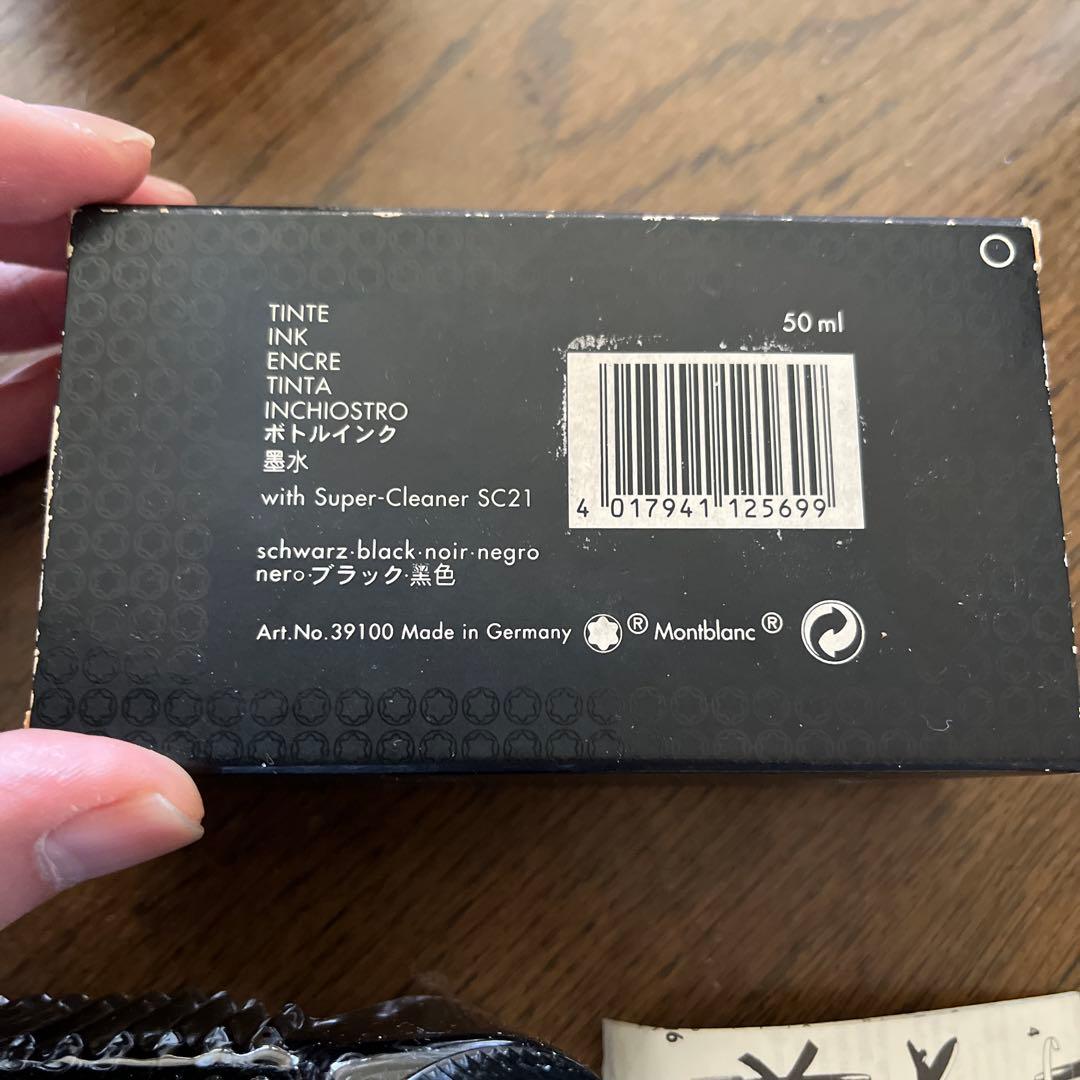 TINTE
INK
ENCRE
TINTA
INCHIOSTRO
ボトルインク
墨水
with Super-Cleaner SC21
schwarz·black·noir·negro
nero·ブラック·黑色
Art.No.39100 Made in Germany ® Montblanc ®
50 ml
4 017941 125699
6
4